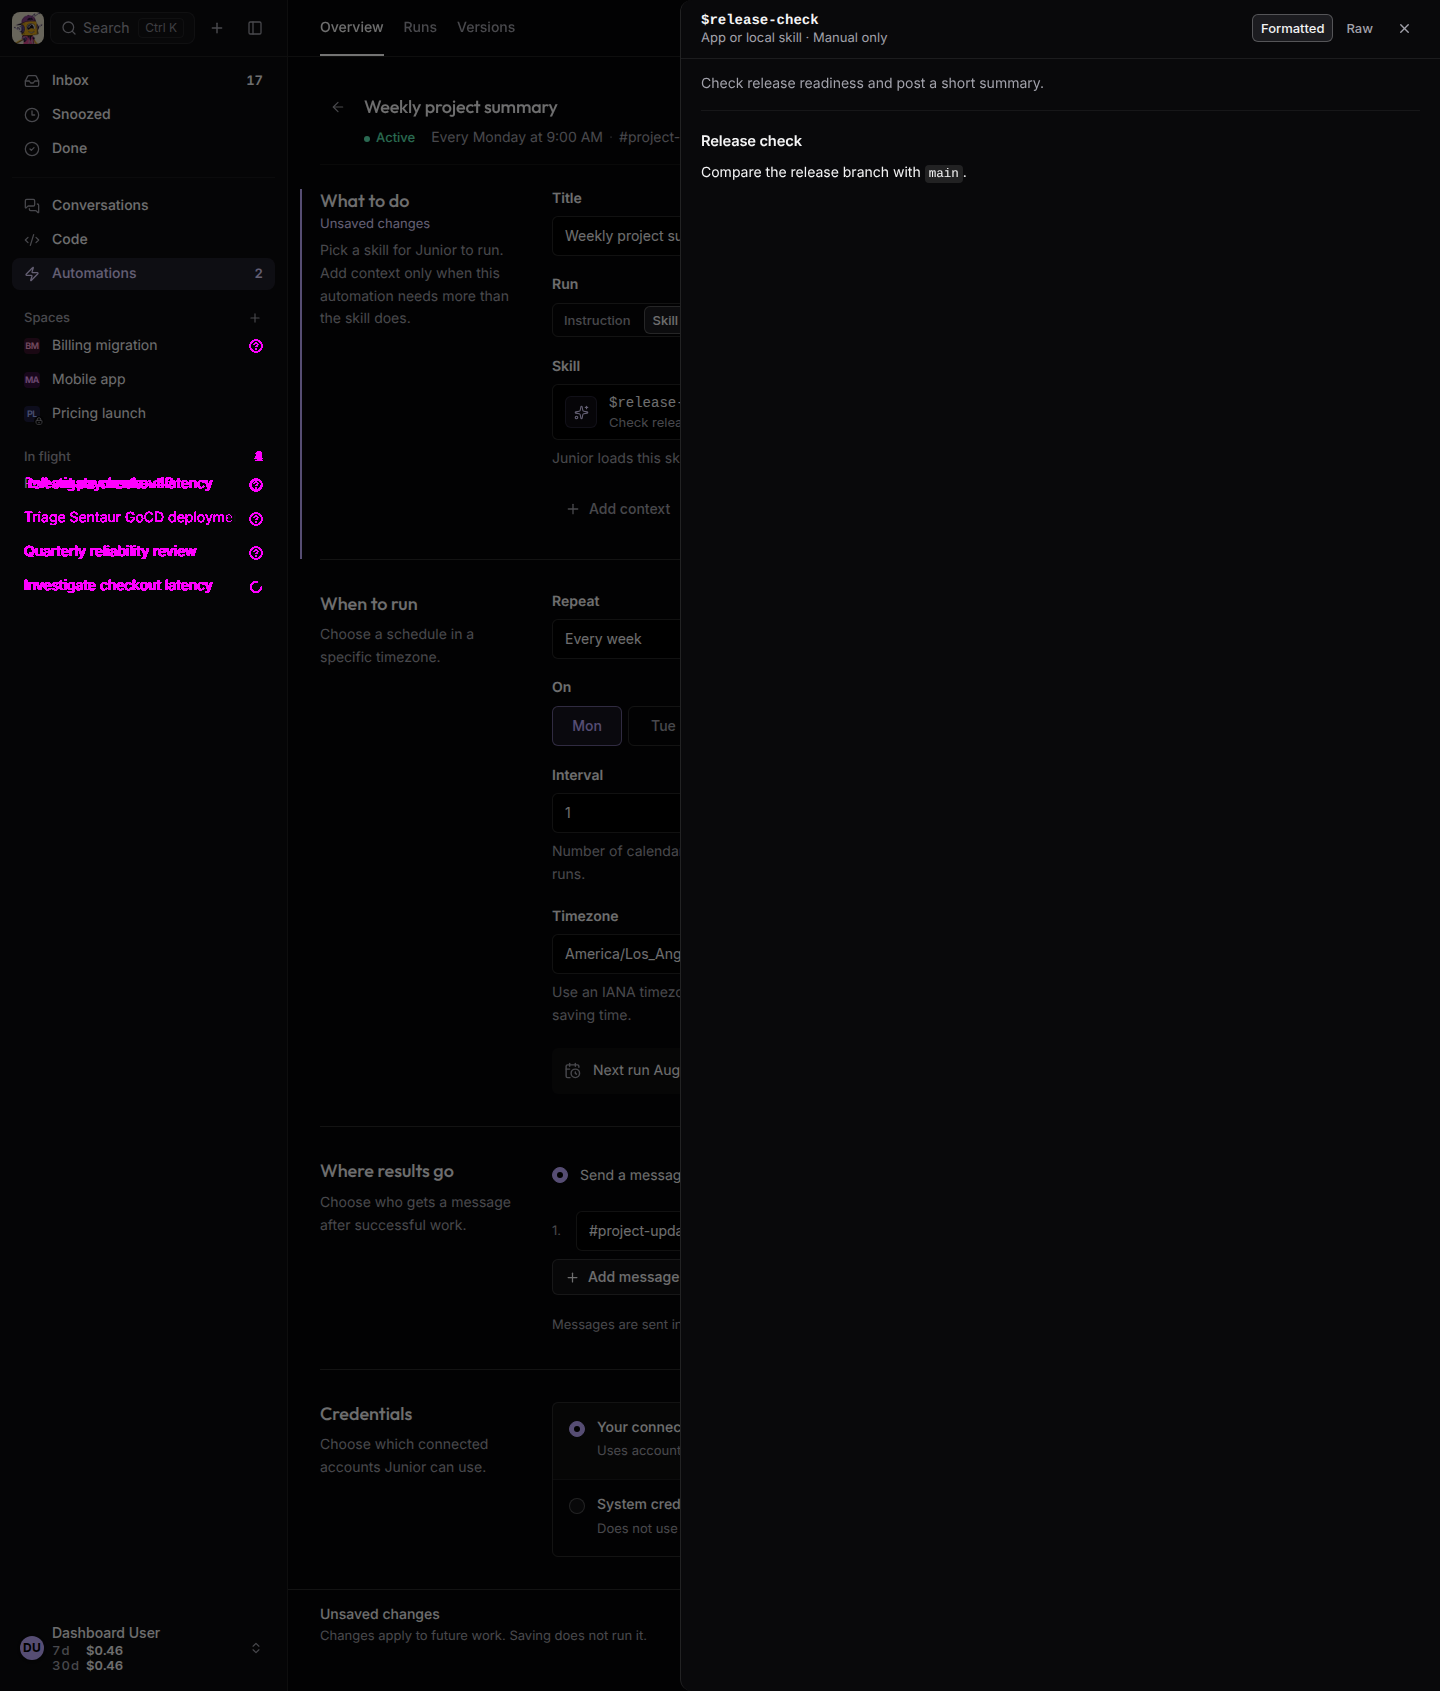 Search Ctrl K
Inbox 17
Snoozed
Done
Conversations
Code
Automations 2
Spaces
BM Billing migration
MA Mobile app
PL Pricing launch
In flight
Triage Sentaur GoCD deployme
Quarterly reliability review
Investigate checkout latency
DU Dashboard User
7d $0.46
30d $0.46
Overview Runs Versions
Weekly project summary
Active Every Monday at 9:00 AM · #project-
What to do
Unsaved changes
Pick a skill for Junior to run.
Add context only when this
automation needs more than
the skill does.
Title
Weekly project su
Run
Instruction Skill
Skill
$release-
Check relea
Junior loads this sk
Add context
When to run
Choose a schedule in a
specific timezone.
Repeat
Every week
On
Mon Tue
Interval
1
Number of calenda
runs.
Timezone
America/Los_Ang
Use an IANA timezo
saving time.
Next run Aug
Where results go
Choose who gets a message
after successful work.
Send a messag
1. #project-upda
Add message
Messages are sent in
Credentials
Choose which connected
accounts Junior can use.
Your connec
Uses account
System cred
Does not use
Unsaved changes
Changes apply to future work. Saving does not run it.
$release-check
App or local skill · Manual only
Formatted Raw
Check release readiness and post a short summary.
Release check
Compare the release branch with main.